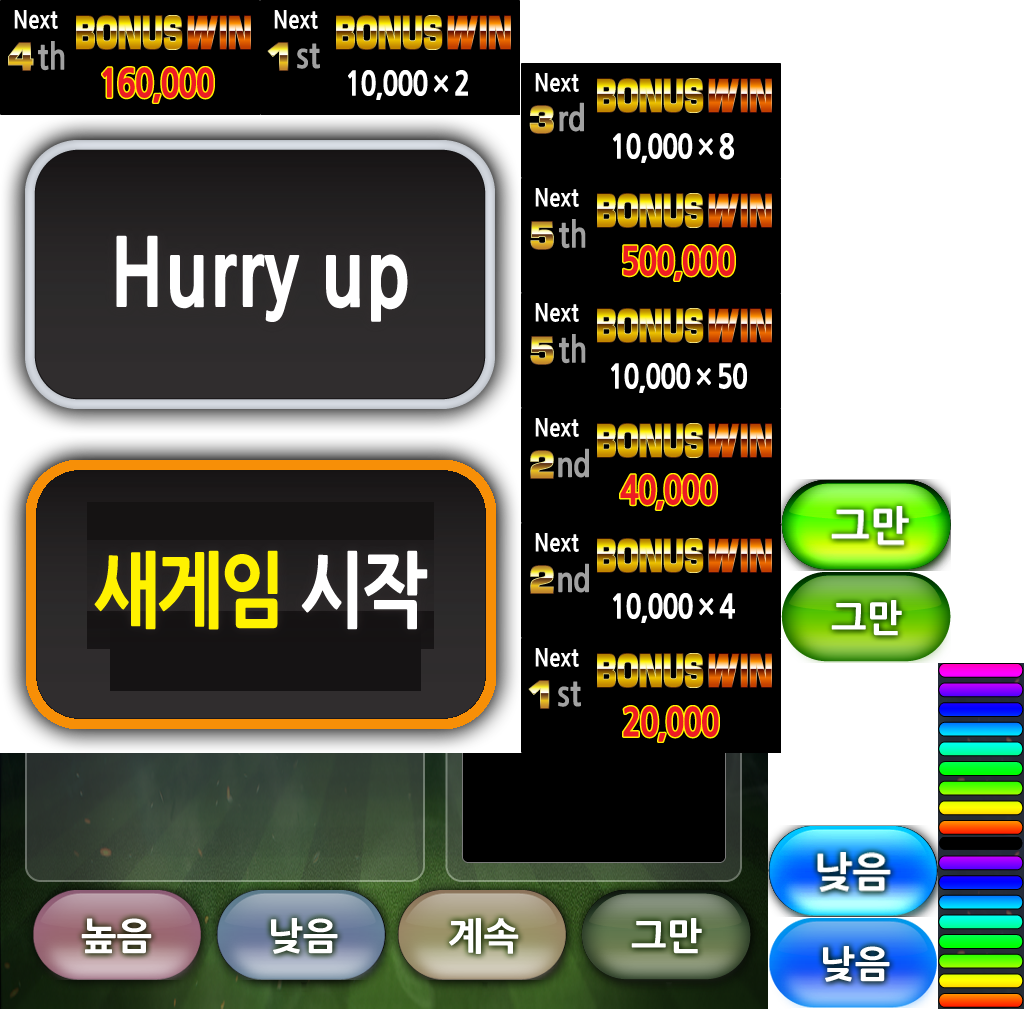 Next
4th
BONUS WIN
160,000
Next
1st
BONUS WIN
10,000 × 2
Next
3rd
BONUS WIN
10,000 × 8
Next
5th
BONUS WIN
500,000
Next
5th
BONUS WIN
10,000 × 50
Next
2nd
BONUS WIN
40,000
Next
2nd
BONUS WIN
10,000 × 4
Next
1st
BONUS WIN
20,000
Hurry up
새게임 시작
그만
그만
낮음
낮음
높음
낮음
계속
그만